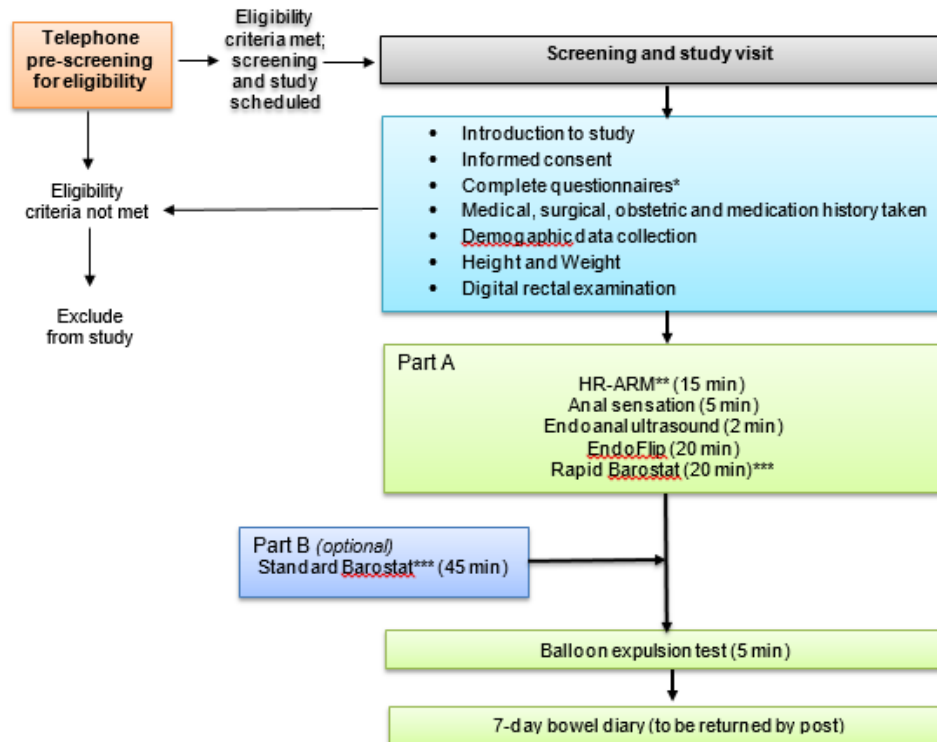 Telephone
pre-screening
for eligibility
Eligibility
criteria met;
screening
and study
scheduled
Screening and study visit
• Introduction to study
• Informed consent
• Complete questionnaires*
• Medical, surgical, obstetric and medication history taken
• Demographic data collection
• Height and Weight
• Digital rectal examination
Eligibility
criteria not met
Exclude
from study
Part A
HR-ARM** (15 min)
Anal sensation (5 min)
Endoanal ultrasound (2 min)
EndoFlip (20 min)
Rapid Barostat (20 min)***
Part B (optional)
Standard Barostat*** (45 min)
Balloon expulsion test (5 min)
7-day bowel diary (to be returned by post)